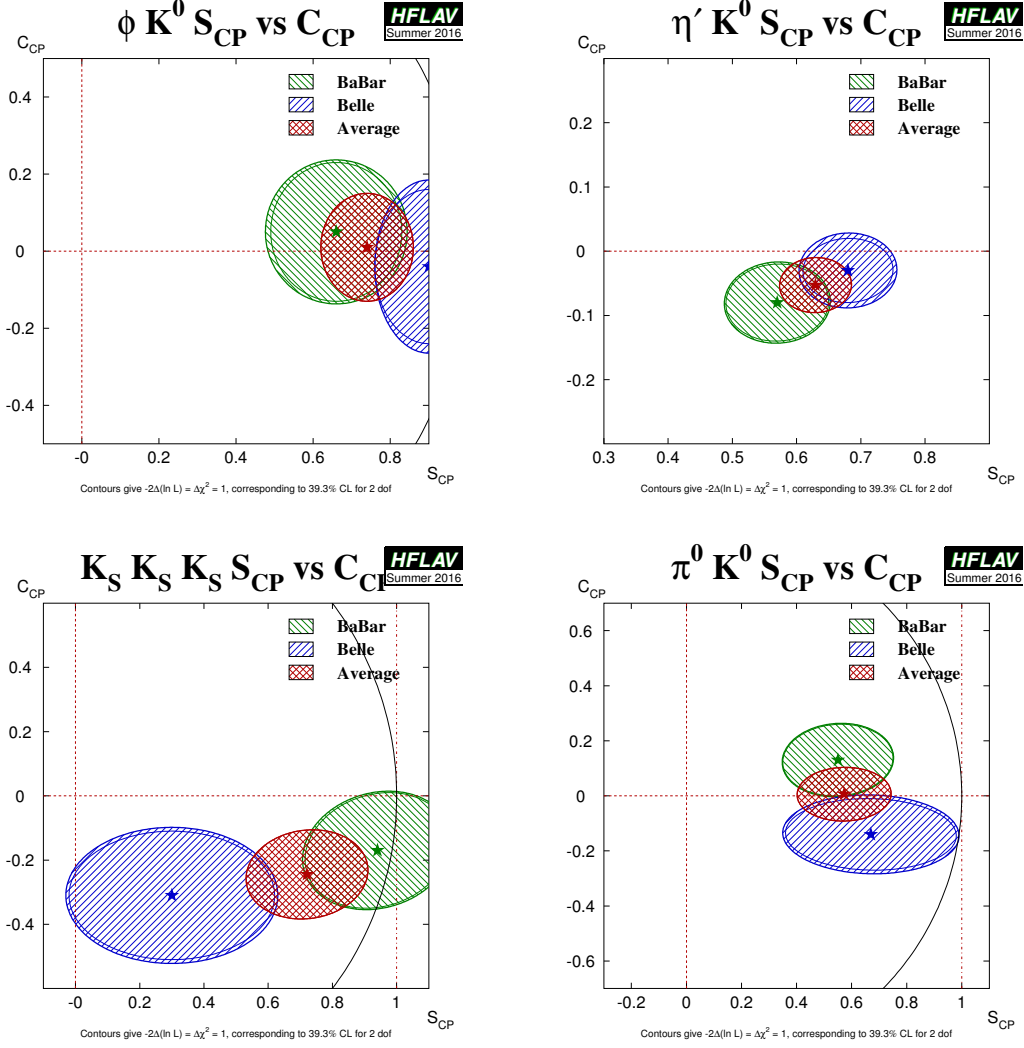 φ K⁰ S_CP vs C_CP
HFLAV
Summer 2016
C_CP
BaBar
Belle
Average
0.4
0.2
0
-0.2
-0.4
-0 0.2 0.4 0.6 0.8
S_CP
Contours give -2Δ(ln L) = Δχ² = 1, corresponding to 39.3% CL for 2 dof
η′ K⁰ S_CP vs C_CP
HFLAV
Summer 2016
C_CP
BaBar
Belle
Average
0.2
0.1
0
-0.1
-0.2
0.3 0.4 0.5 0.6 0.7 0.8
S_CP
Contours give -2Δ(ln L) = Δχ² = 1, corresponding to 39.3% CL for 2 dof
K_S K_S K_S S_CP vs C_CP
HFLAV
Summer 2016
C_CP
BaBar
Belle
Average
0.4
0.2
0
-0.2
-0.4
-0 0.2 0.4 0.6 0.8 1
S_CP
Contours give -2Δ(ln L) = Δχ² = 1, corresponding to 39.3% CL for 2 dof
π⁰ K⁰ S_CP vs C_CP
HFLAV
Summer 2016
C_CP
BaBar
Belle
Average
0.6
0.4
0.2
0
-0.2
-0.4
-0.6
-0.2 0 0.2 0.4 0.6 0.8 1
S_CP
Contours give -2Δ(ln L) = Δχ² = 1, corresponding to 39.3% CL for 2 dof